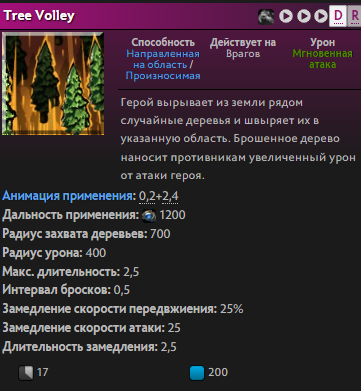 Tree Volley
D R
Способность
Направленная
на область /
Произносимая
Действует на
Врагов
Урон
Мгновенная
атака
Герой вырывает из земли рядом
случайные деревья и швыряет их в
указанную область. Брошенное дерево
наносит противникам увеличенный урон
от атаки героя.
Анимация применения: 0,2+2,4
Дальность применения: 1200
Радиус захвата деревьев: 700
Радиус урона: 400
Макс. длительность: 2,5
Интервал бросков: 0,5
Замедление скорости передвжиения: 25%
Замедление скорости атаки: 25
Длительность замедления: 2,5
17
200